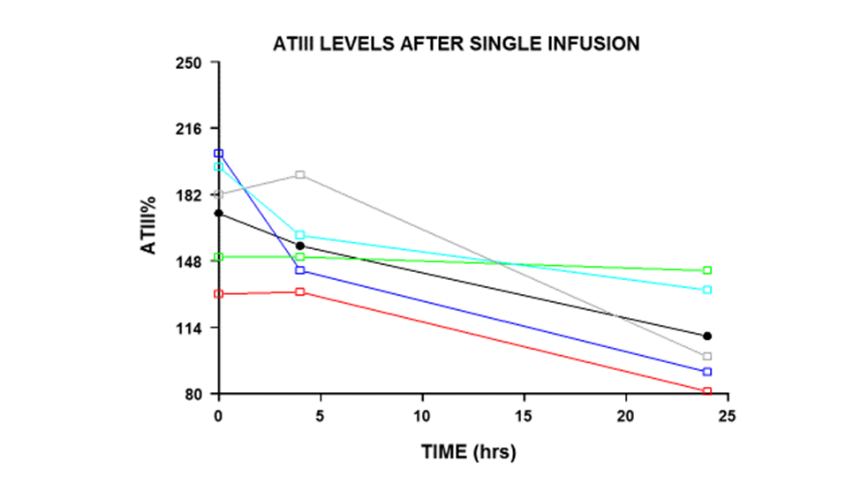 ATIII LEVELS AFTER SINGLE INFUSION
250
216
182
148
114
80
ATIII%
0 5 10 15 20 25
TIME (hrs)